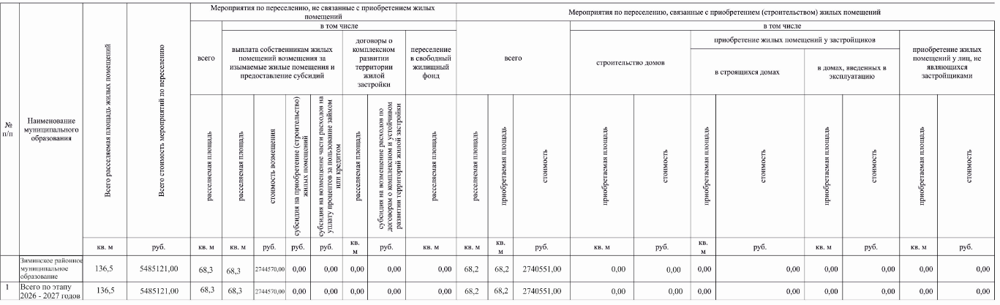 №
п/п
Наименование
муниципального
образования
Всего расселяемая площадь жилых помещений
Всего стоимость мероприятий по переселению
Мероприятия по переселению, не связанные с приобретением жилых
помещений
Мероприятия по переселению, связанные с приобретением (строительством) жилых помещений
всего
в том числе
выплата собственникам жилых
помещений возмещения за
изымаемые жилые помещения и
предоставление субсидий
договоры о
комплексном
развитии
территории
жилой
застройки
переселение
в свободный
жилищный
фонд
всего
в том числе
строительство домов
приобретение жилых помещений у застройщиков
в строящихся домах
в домах, введенных в
эксплуатацию
приобретение жилых
помещений у лиц, не
являющихся
застройщиками
расселяемая площадь
расселяемая площадь
стоимость возмещения
субсидия на приобретение (строительство)
жилых помещений
субсидия на возмещение части расходов на
уплату процентов за пользование займом
или кредитом
расселяемая площадь
субсидия на возмещение расходов по
договорам о комплексном и устойчивом
развитии территорий жилой застройки
расселяемая площадь
расселяемая площадь
приобретаемая площадь
стоимость
приобретаемая площадь
стоимость
приобретаемая площадь
стоимость
приобретаемая площадь
стоимость
приобретаемая площадь
стоимость
кв. м руб. кв. м кв. м руб. руб. руб. кв. м руб. кв. м кв. м кв. м руб. кв. м руб. кв. м руб. кв. м руб. кв. м руб.
Зиминское районное
муниципальное
образование
136,5 5485121,00 68,3 68,3 2744570,00 0,00 0,00 0,00 0,00 0,00 68,2 68,2 2740551,00 0,00 0,00 0,00 0,00 0,00 0,00 0,00 0,00
1 Всего по этапу
2026 - 2027 годов
136,5 5485121,00 68,3 68,3 2744570,00 0,00 0,00 0,00 0,00 0,00 68,2 68,2 2740551,00 0,00 0,00 0,00 0,00 0,00 0,00 0,00 0,00